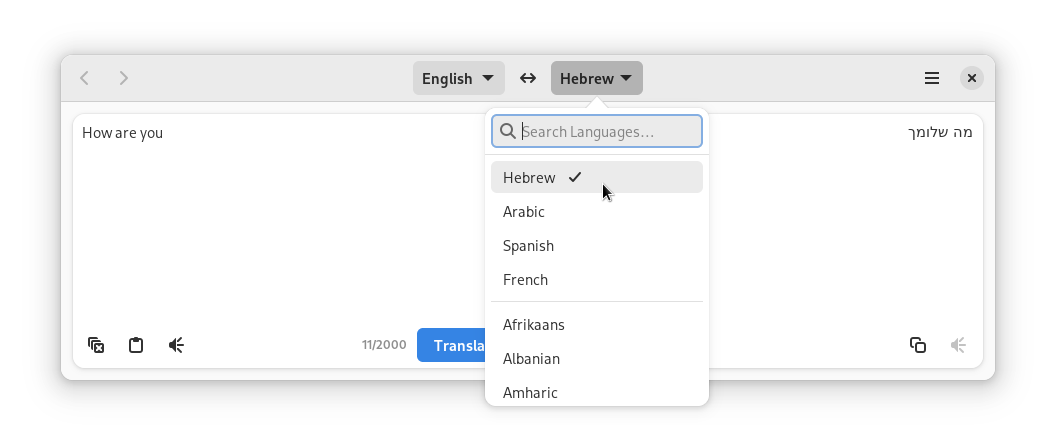 English
Hebrew
How are you
מה שלומך
Search Languages...
Hebrew
Arabic
Spanish
French
Afrikaans
Albanian
Amharic
11/2000
Transla